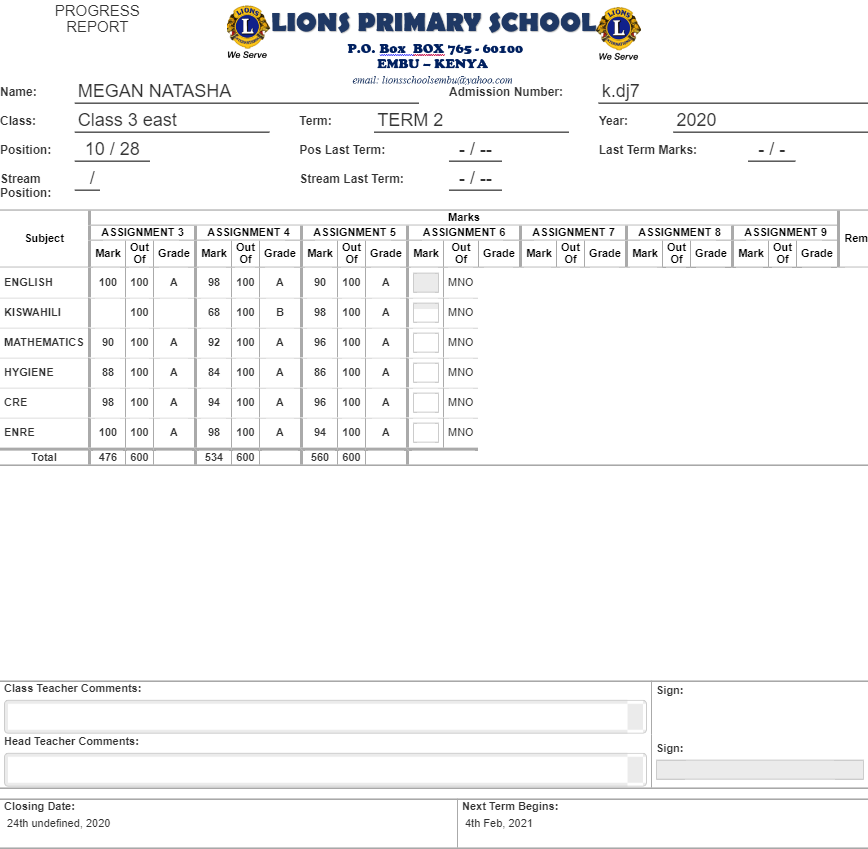 PROGRESS
REPORT
LIONS
L
We Serve
LIONS PRIMARY SCHOOL
P.O. Box BOX 765 - 60100
EMBU – KENYA
email: lionsschoolsembu@yahoo.com
LIONS
L
We Serve
Name: MEGAN NATASHA Admission Number: k.dj7
Class: Class 3 east Term: TERM 2 Year: 2020
Position: 10 / 28 Pos Last Term: - / -- Last Term Marks: - / -
Stream Position: / Stream Last Term: - / --
Marks
Subject ASSIGNMENT 3 ASSIGNMENT 4 ASSIGNMENT 5 ASSIGNMENT 6 ASSIGNMENT 7 ASSIGNMENT 8 ASSIGNMENT 9 Rem
Mark Out Of Grade Mark Out Of Grade Mark Out Of Grade Mark Out Of Grade Mark Out Of Grade Mark Out Of Grade Mark Out Of Grade
ENGLISH 100 100 A 98 100 A 90 100 A MNO
KISWAHILI 100 68 100 B 98 100 A MNO
MATHEMATICS 90 100 A 92 100 A 96 100 A MNO
HYGIENE 88 100 A 84 100 A 86 100 A MNO
CRE 98 100 A 94 100 A 96 100 A MNO
ENRE 100 100 A 98 100 A 94 100 A MNO
Total 476 600 534 600 560 600
Class Teacher Comments: Sign:
Head Teacher Comments: Sign:
Closing Date: Next Term Begins:
24th undefined, 2020 4th Feb, 2021